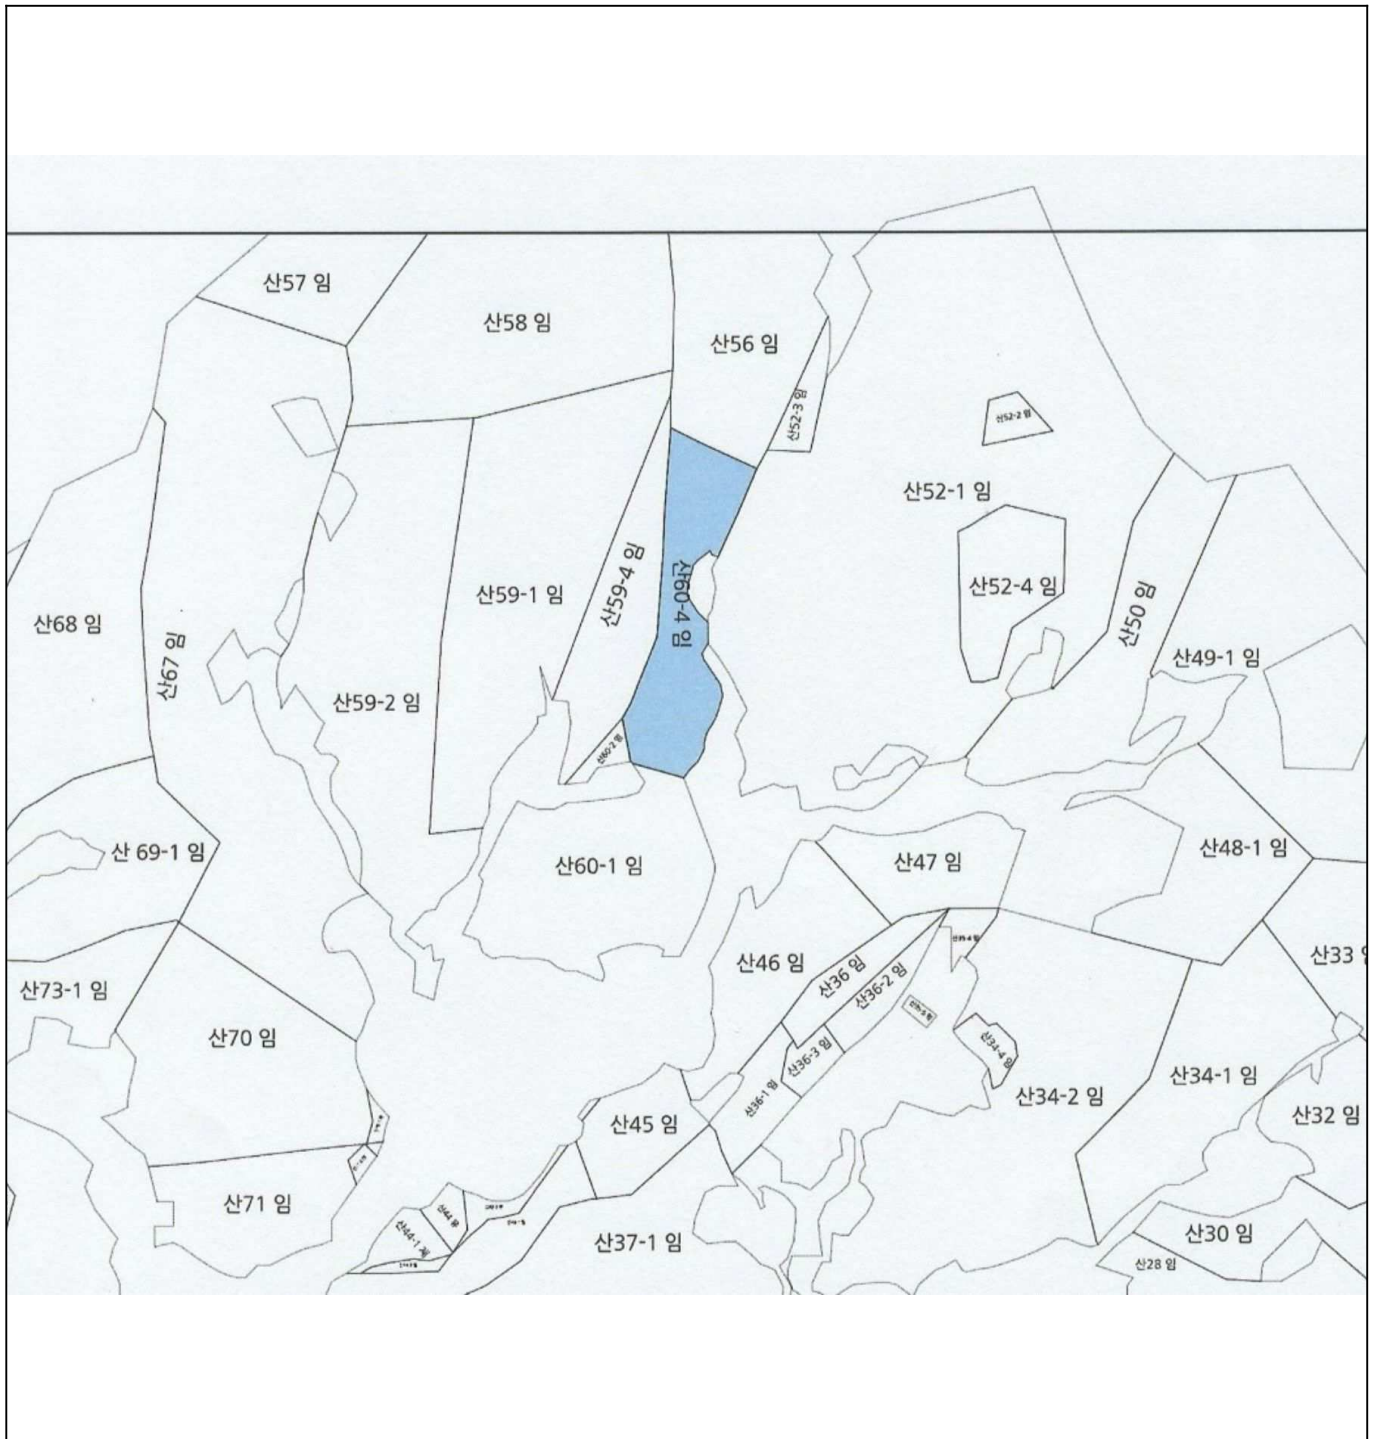 산57 임
산58 임
산56 임
산52-3 임
산52-2 임
산52-1 임
산59-4 임
산60-4 임
산52-4 임
산59-1 임
산50 임
산68 임
산67 임
산49-1 임
산59-2 임
산60-2 임
산 69-1 임
산60-1 임
산47 임
산48-1 임
산46 임
산36 임
산36-2 임
산33
산73-1 임
산70 임
산34-4 임
산36-3 임
산34-1 임
산36-1 임
산34-2 임
산45 임
산32 임
산71 임
산44-1
산37-1 임
산30 임
산28 임